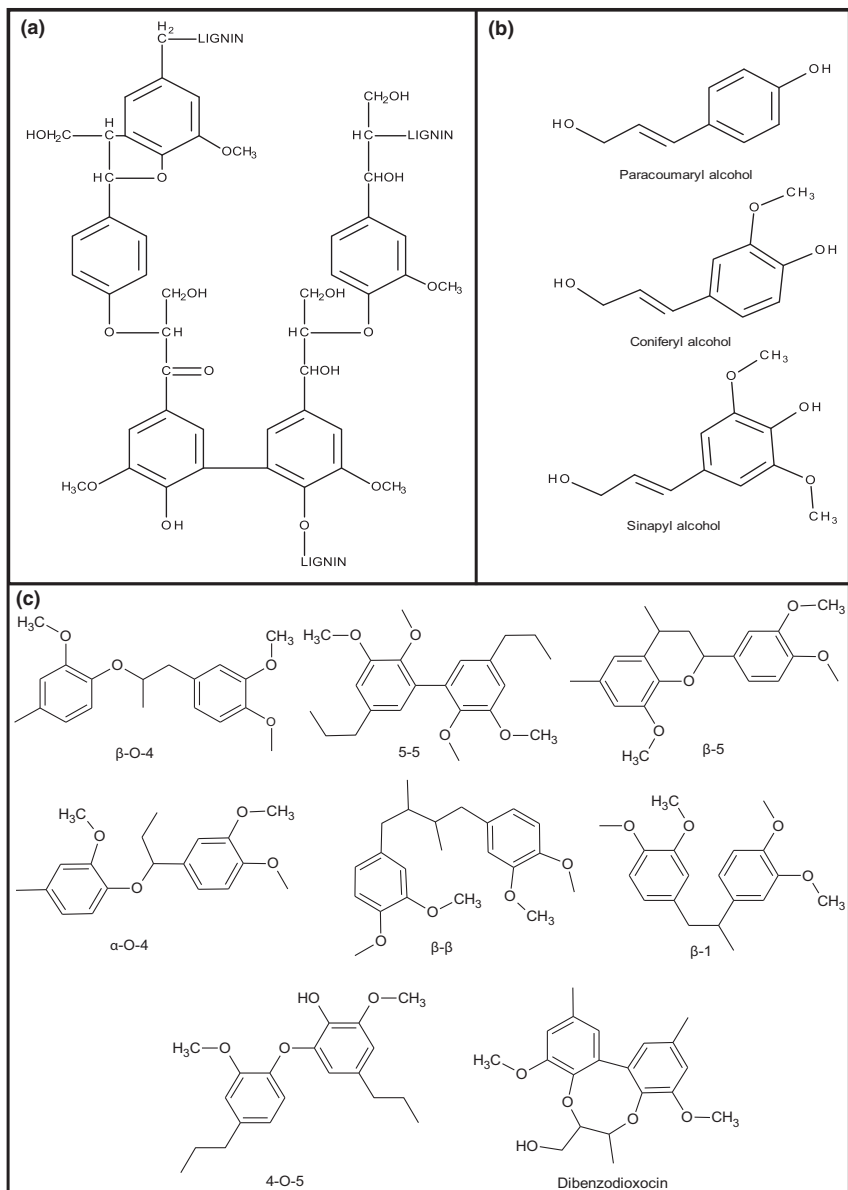 (a)
H2
C
LIGNIN
H
HOH2C
C
OCH3
HC
O
CH2OH
HC
LIGNIN
CHOH
CH2OH
O
CH
C
O
CH2OH
OCH3
HC
O
CHOH
H3CO
OH
OCH3
O
LIGNIN
(b)
OH
HO
Paracoumaryl alcohol
CH3
O
OH
HO
Coniferyl alcohol
CH3
O
OH
HO
O
CH3
Sinapyl alcohol
(c)
H3C
O
O
O
CH3
O
β-O-4
H3C
O
O
O
O
CH3
5-5
O
CH3
O
O
O
H3C
β-5
H3C
O
O
O
CH3
O
α-O-4
O
CH3
O
O
O
CH3
β-β
O
O
CH3
O
O
CH3
β-1
HO
O
CH3
H3C
O
O
4-O-5
H3C
O
O
O
O
CH3
HO
Dibenzodioxocin